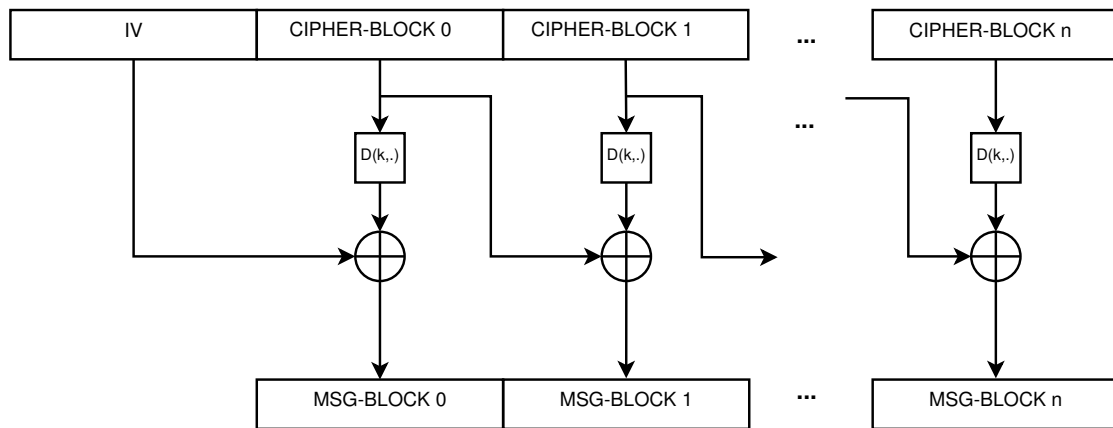 IV CIPHER-BLOCK 0 CIPHER-BLOCK 1 ... CIPHER-BLOCK n
...
D(k,.) D(k,.) D(k,.)
MSG-BLOCK 0 MSG-BLOCK 1 ... MSG-BLOCK n